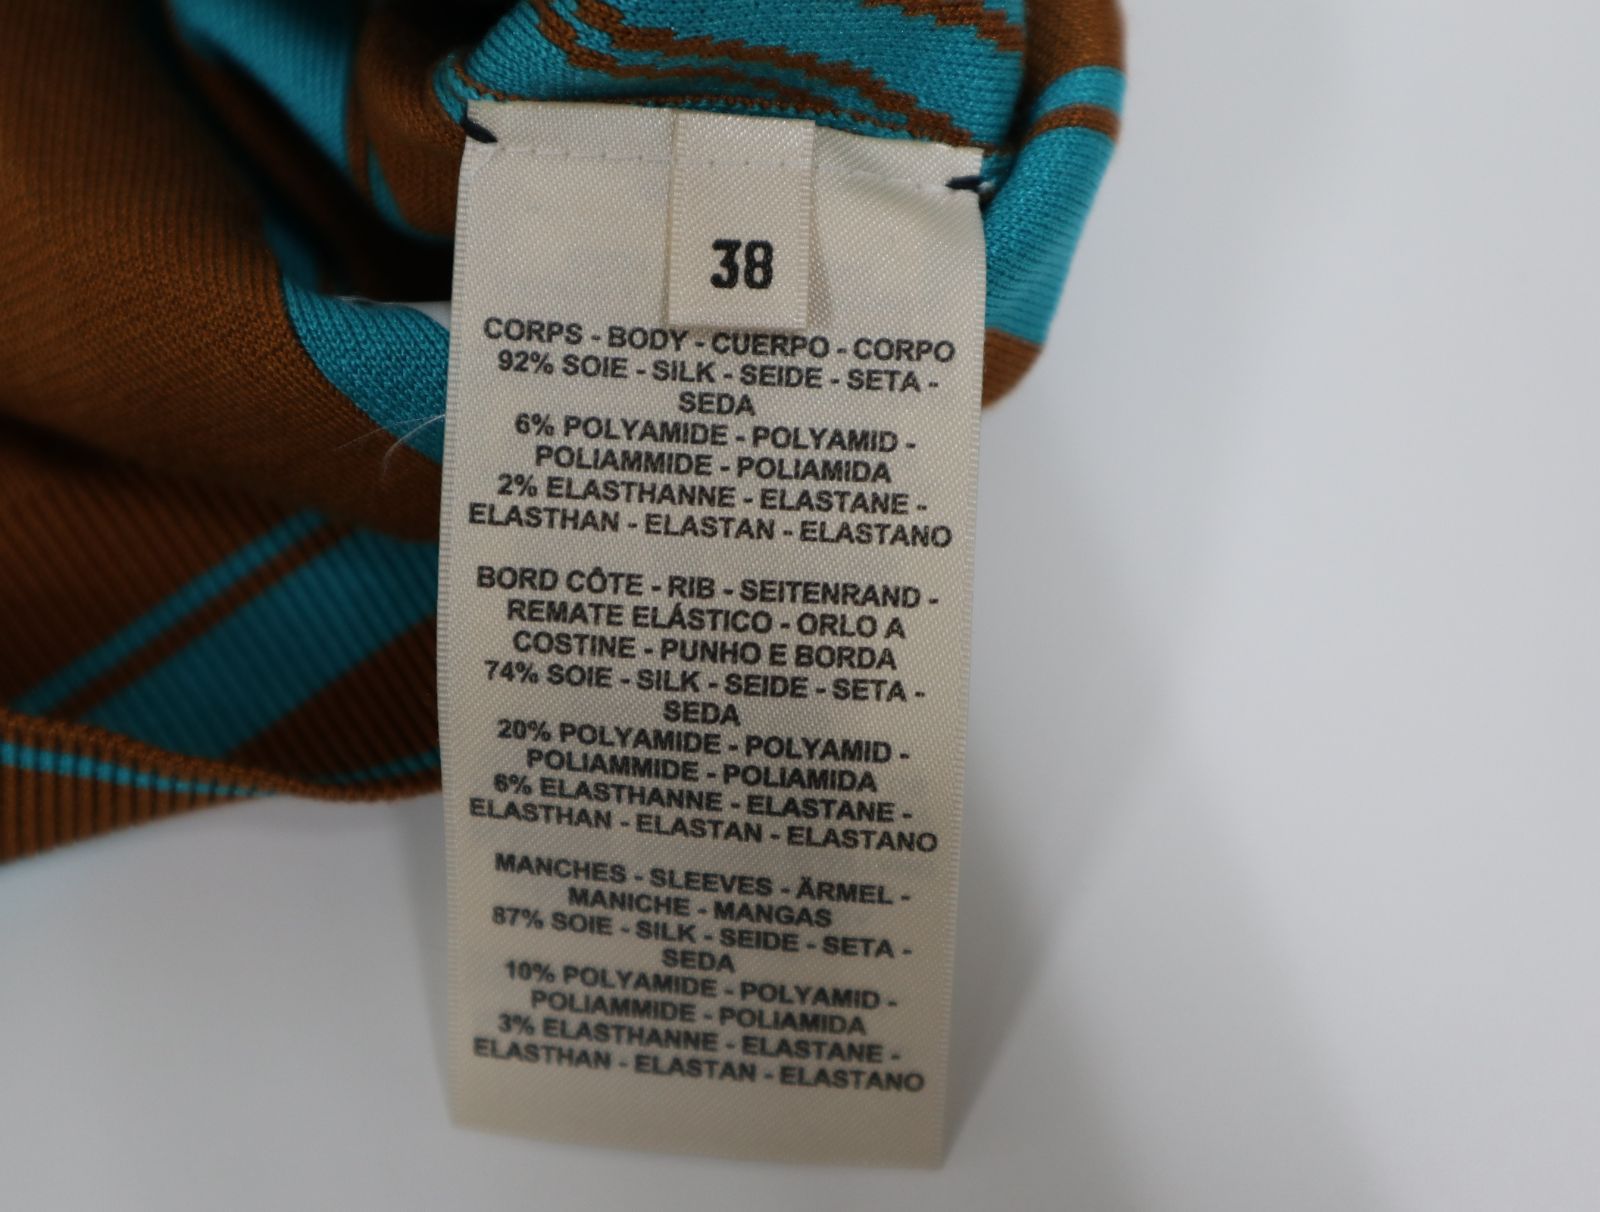 38
CORPS - BODY - CUERPO - CORPO
92% SOIE - SILK - SEIDE - SETA -
SEDA
6% POLYAMIDE - POLYAMID -
POLIAMMIDE - POLIAMIDA
2% ELASTHANNE - ELASTANE -
ELASTHAN - ELASTAN - ELASTANO
BORD CÔTE - RIB - SEITENRAND -
REMATE ELÁSTICO - ORLO A
COSTINE - PUNHO E BORDA
74% SOIE - SILK - SEIDE - SETA -
SEDA
20% POLYAMIDE - POLYAMID -
POLIAMMIDE - POLIAMIDA
6% ELASTHANNE - ELASTANE -
ELASTHAN - ELASTAN - ELASTANO
MANCHES - SLEEVES - ÄRMEL -
MANICHE - MANGAS
87% SOIE - SILK - SEIDE - SETA -
SEDA
10% POLYAMIDE - POLYAMID -
POLIAMMIDE - POLIAMIDA
3% ELASTHANNE - ELASTANE -
ELASTHAN - ELASTAN - ELASTANO